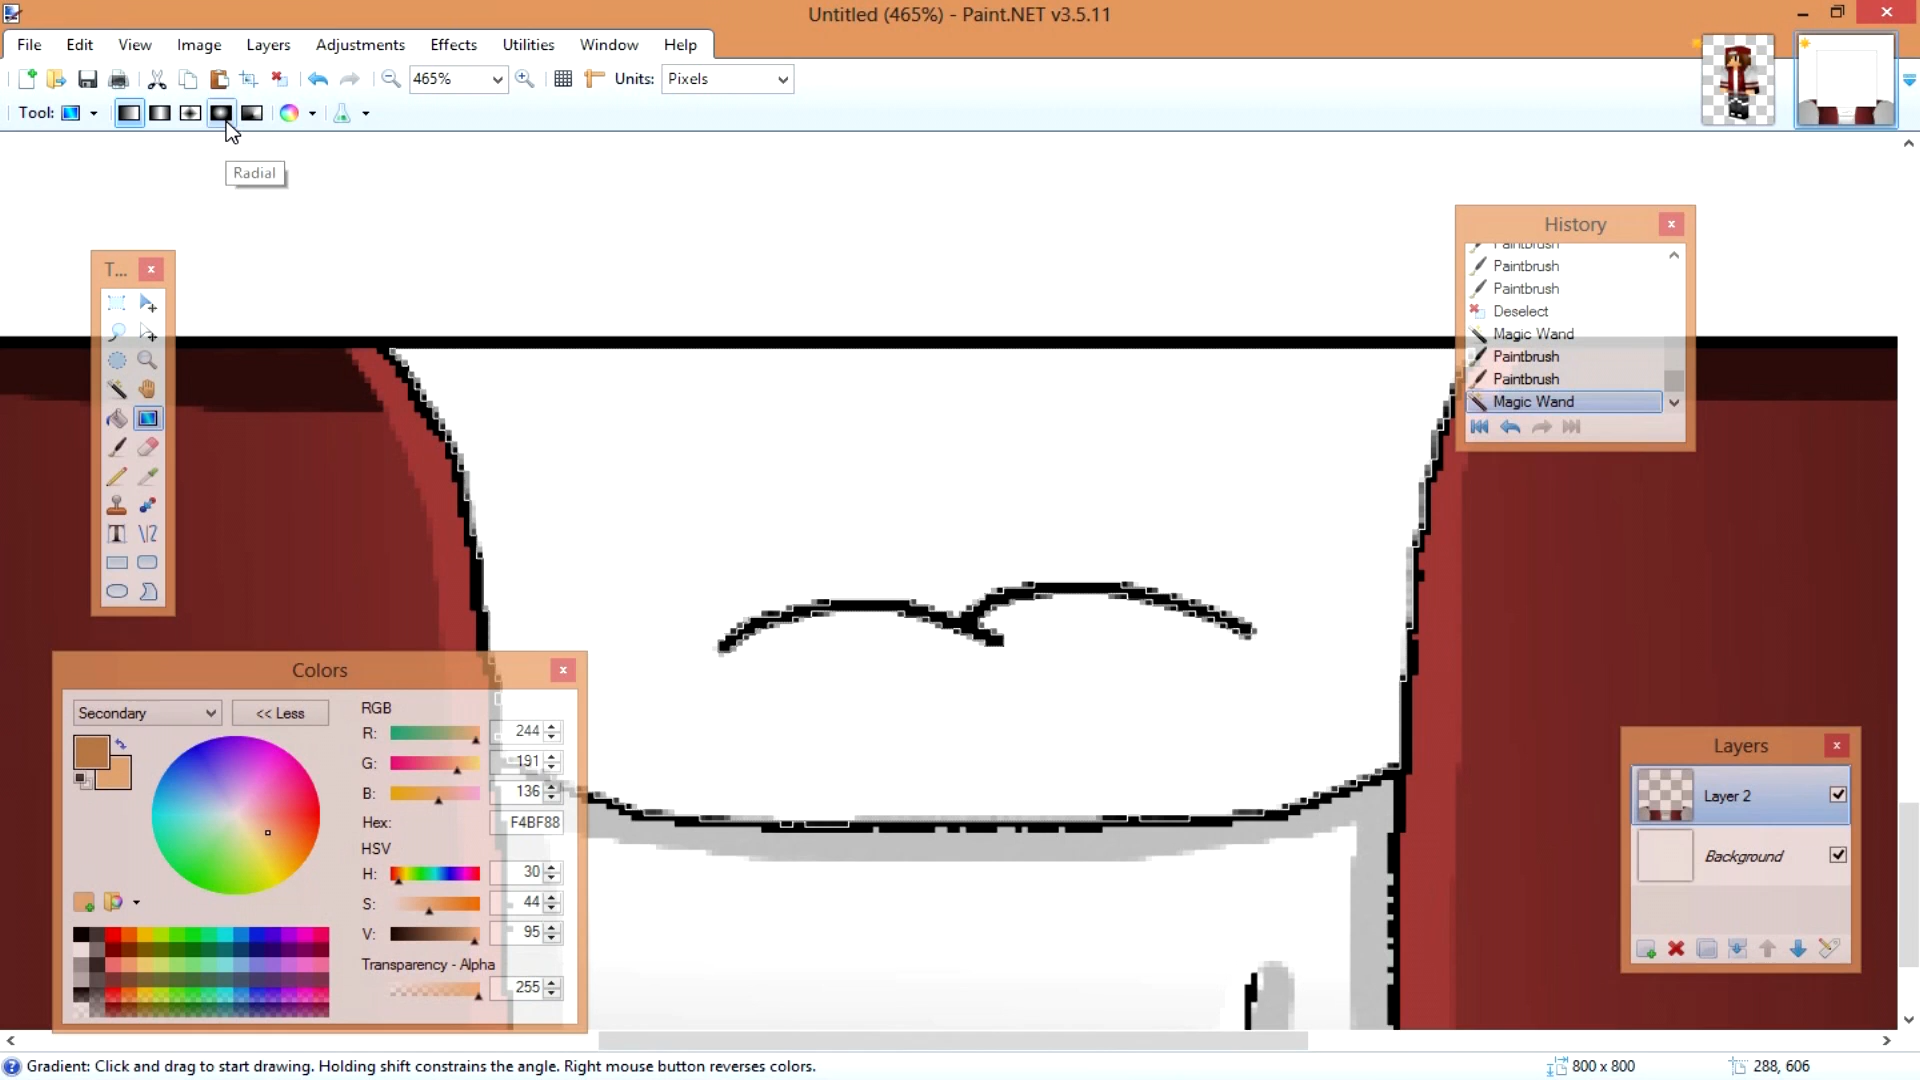 Untitled (465%) - Paint.NET v3.5.11
File Edit View Image Layers Adjustments Effects Utilities Window Help
465% Units: Pixels
Tool:
Radial
History
Paintbrush
Paintbrush
Paintbrush
Deselect
Magic Wand
Paintbrush
Paintbrush
Magic Wand
T...
Colors
Secondary << Less
RGB
R: 244
G: 191
B: 136
Hex: F4BF88
HSV
H: 30
S: 44
V: 95
Transparency - Alpha
255
Layers
Layer 2
Background
Gradient: Click and drag to start drawing. Holding shift constrains the angle. Right mouse button reverses colors.
800 x 800
288, 606